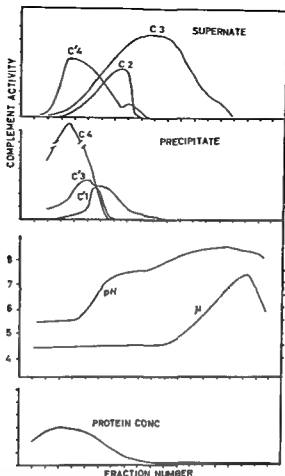 COMPLEMENT ACTIVITY
SUPERNATE
C 3
C'4
C 2
PRECIPITATE
C 4
C'3
C'1
8
7
6
5
4
pH
μ
PROTEIN CONC
FRACTION NUMBER